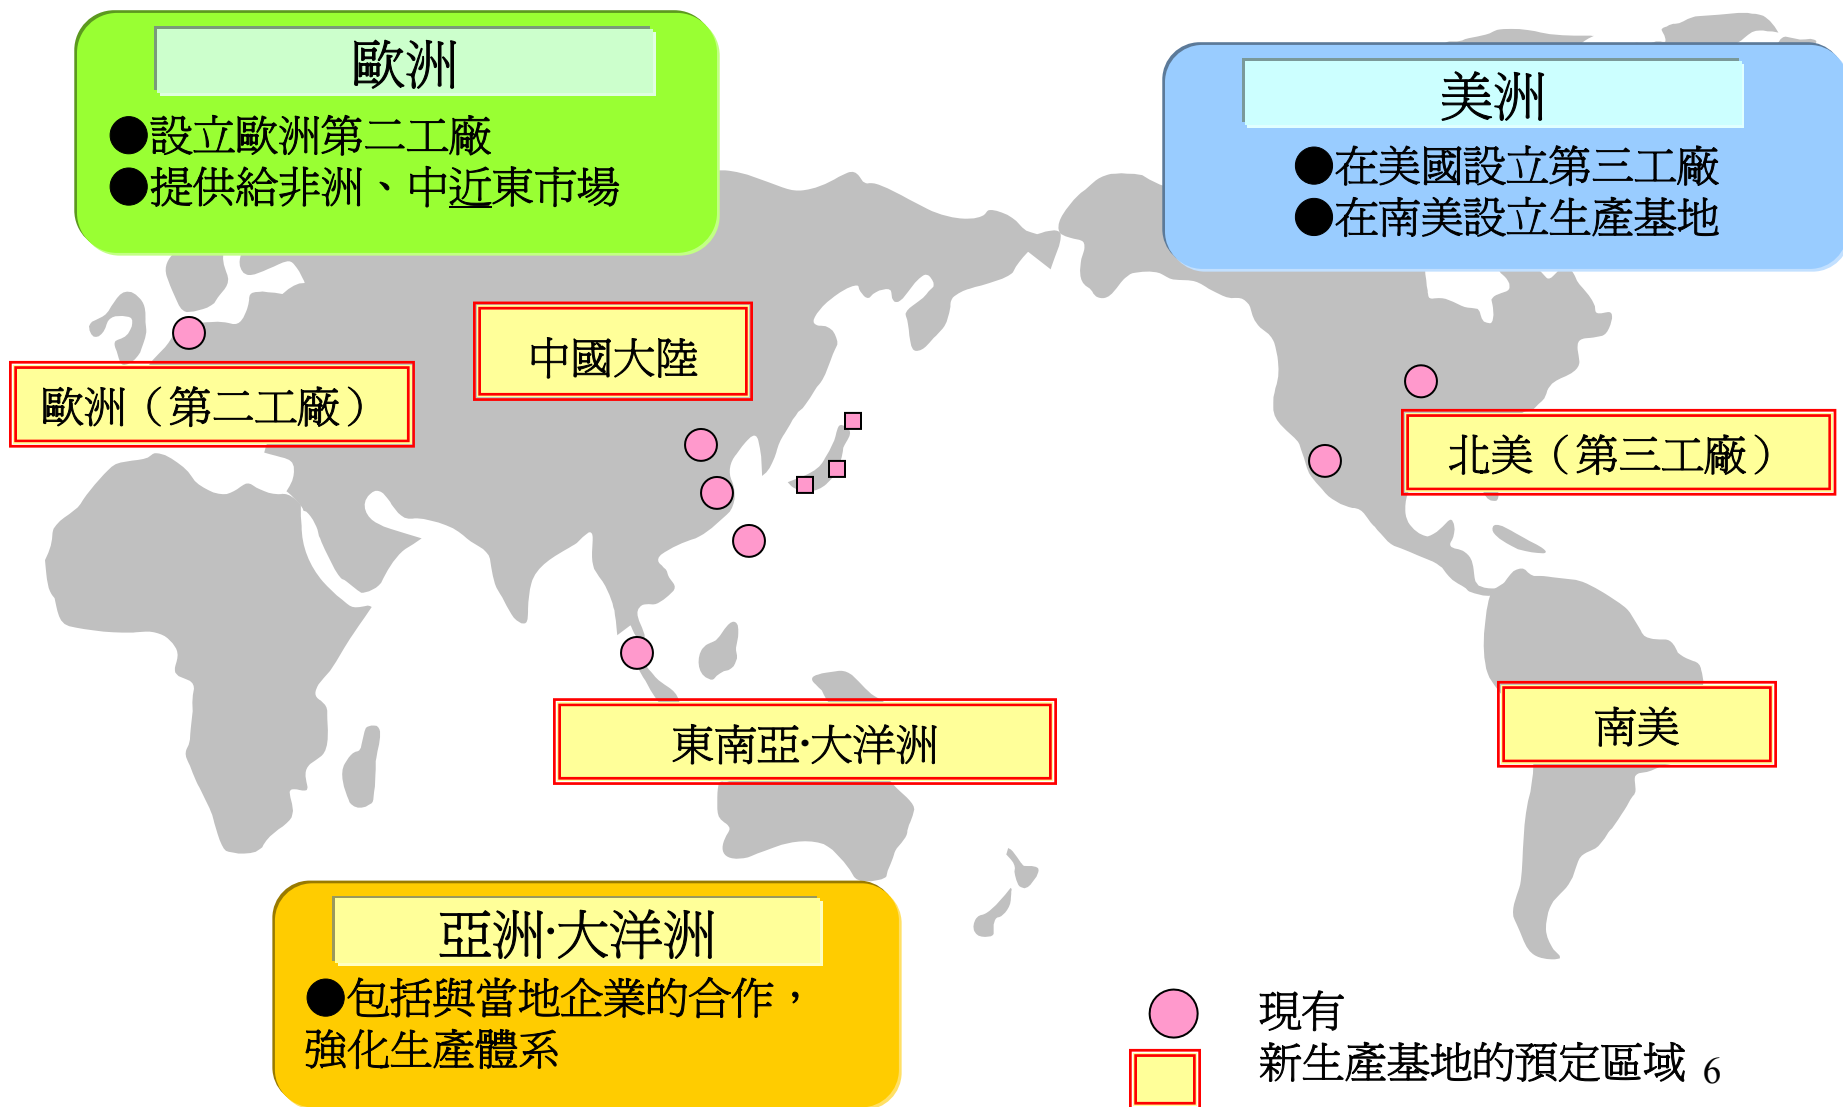 歐洲
●設立歐洲第二工廠
●提供給非洲、中近東市場
美洲
●在美國設立第三工廠
●在南美設立生產基地
中國大陸
歐洲（第二工廠）
北美（第三工廠）
東南亞·大洋洲
南美
亞洲·大洋洲
●包括與當地企業的合作，
強化生產體系
現有
新生產基地的預定區域
6